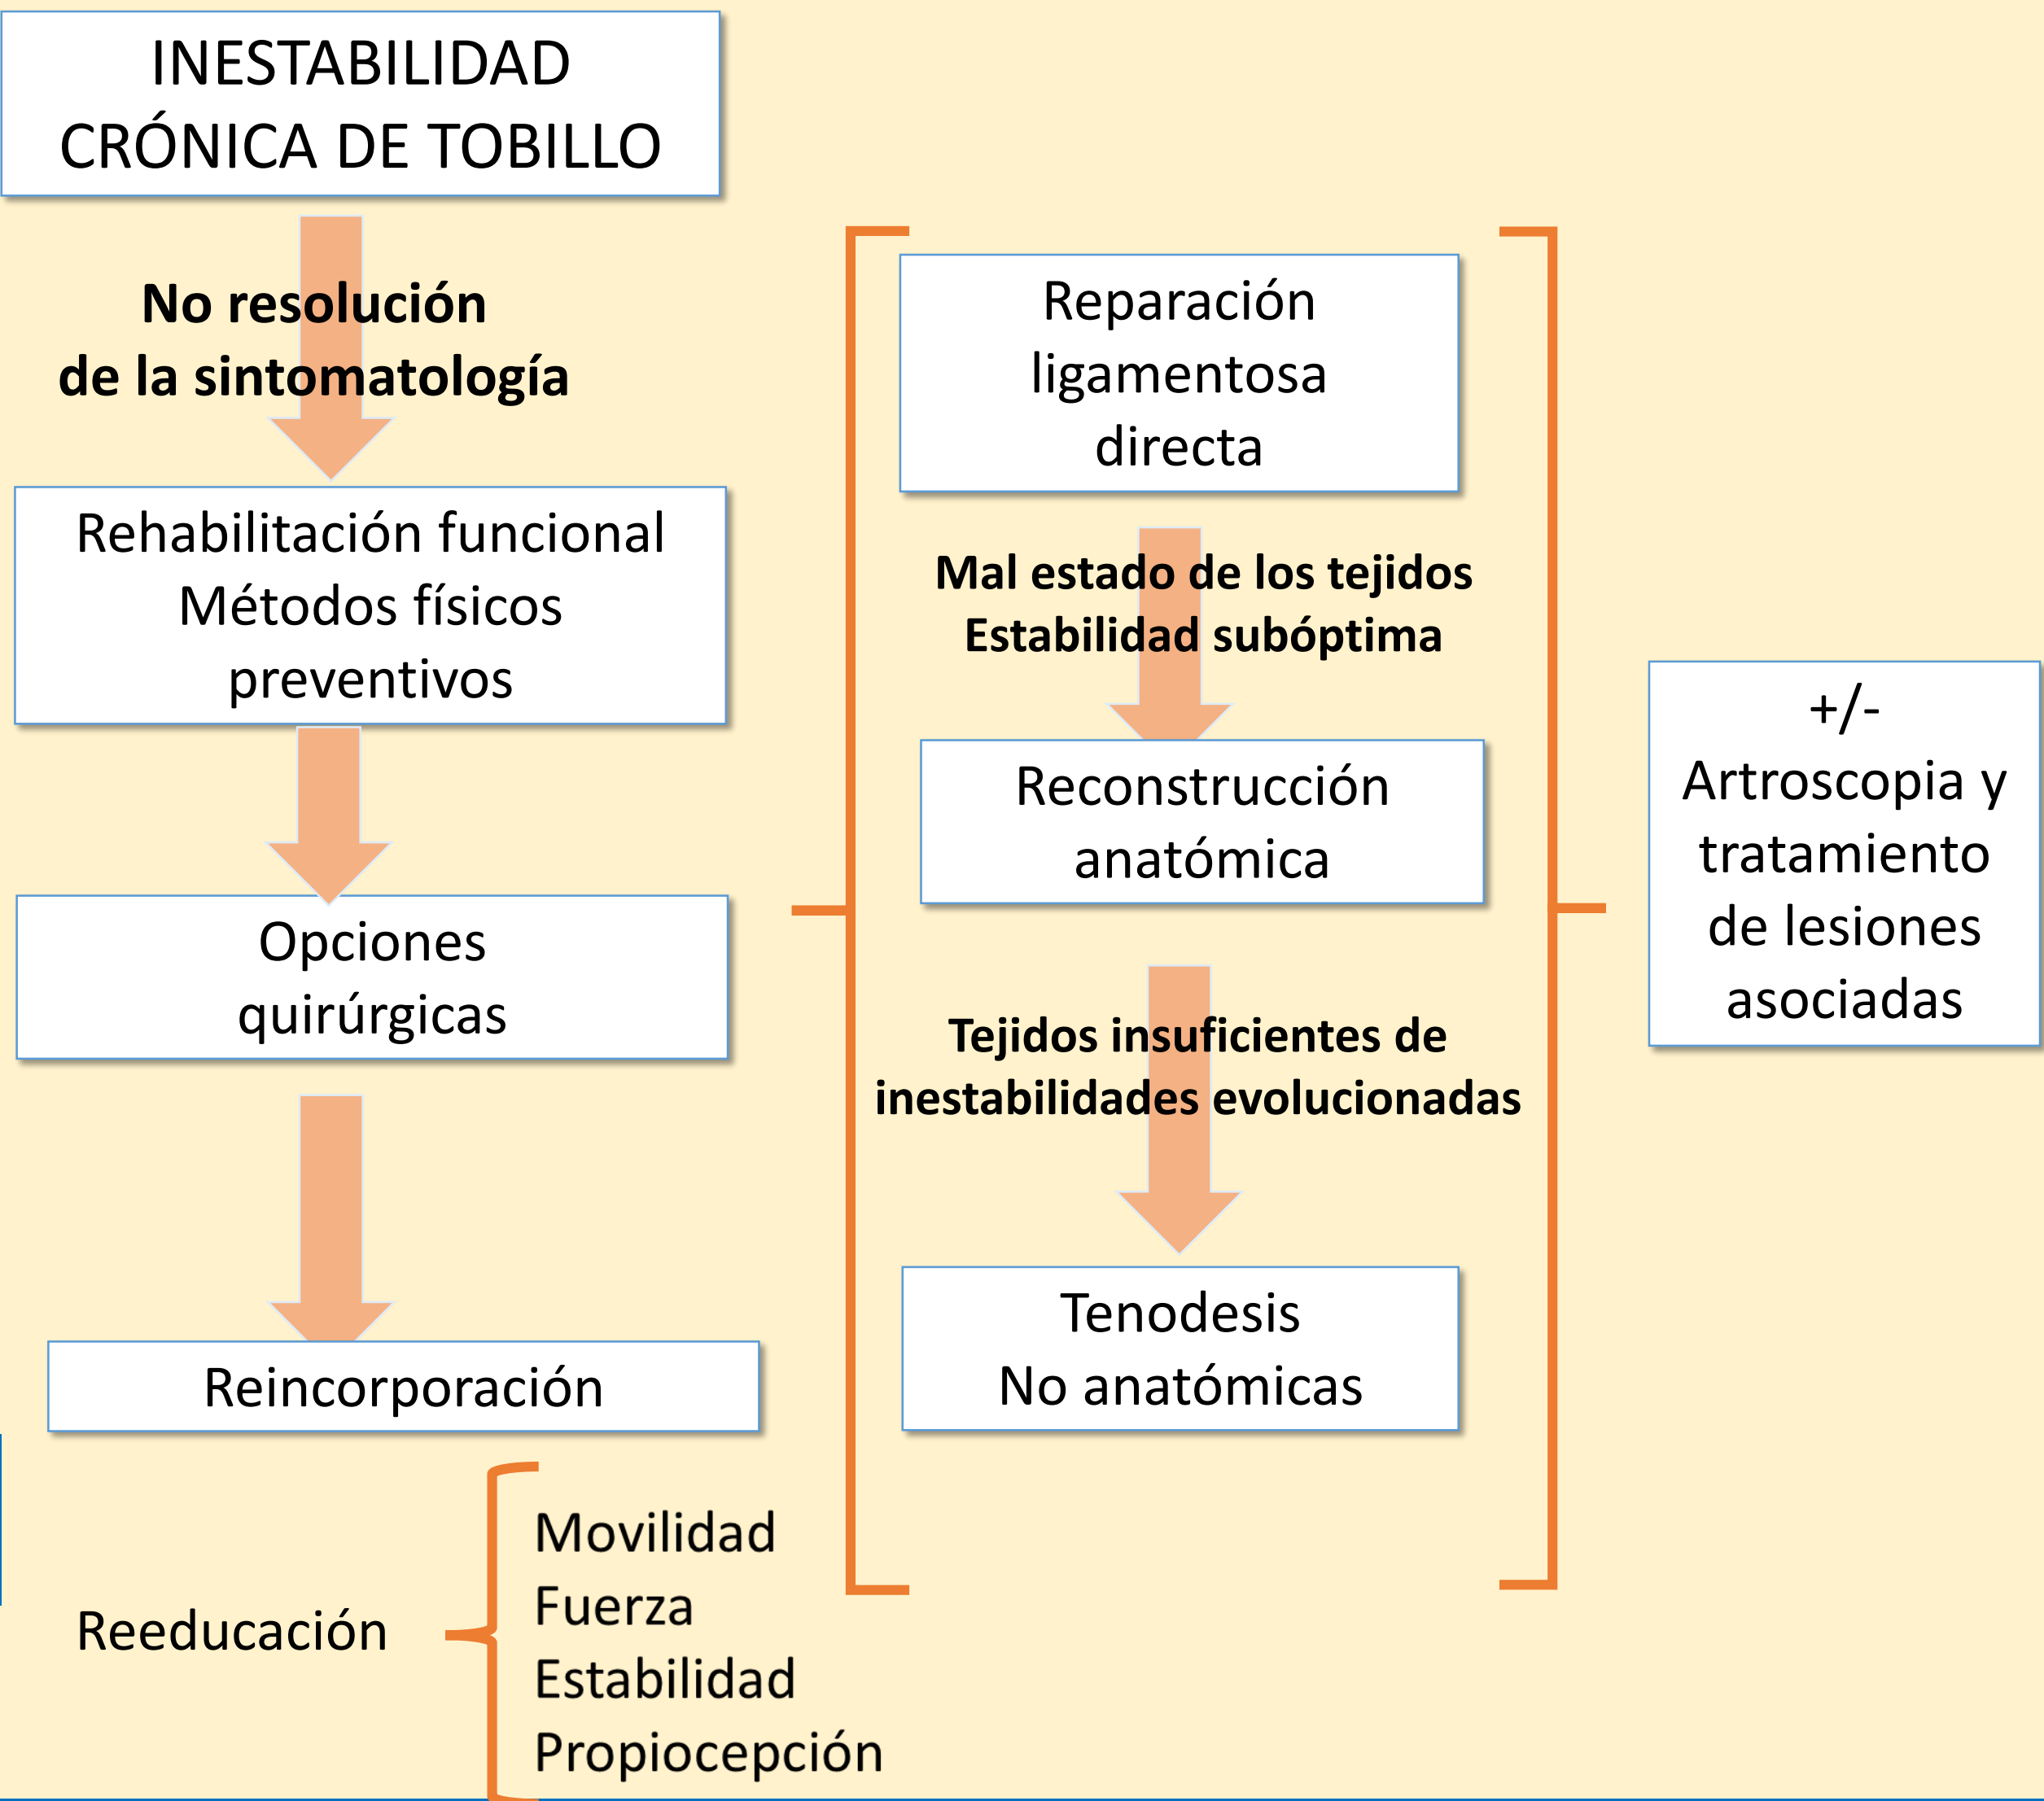 INESTABILIDAD
CRÓNICA DE TOBILLO
No resolución
de la sintomatología
Rehabilitación funcional
Métodos físicos
preventivos
Opciones
quirúrgicas
Reincorporación
Reeducación
Movilidad
Fuerza
Estabilidad
Propiocepción
Reparación
ligamentosa
directa
Mal estado de los tejidos
Estabilidad subóptima
Reconstrucción
anatómica
Tejidos insuficientes de
inestabilidades evolucionadas
Tenodesis
No anatómicas
+/-
Artroscopia y
tratamiento
de lesiones
asociadas